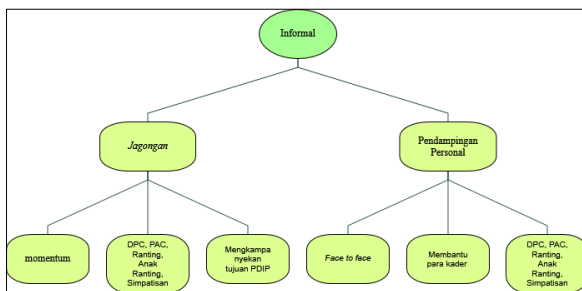 Informal
Jagongan
Pendampingan
Personal
momentum
DPC, PAC,
Ranting,
Anak
Ranting,
Simpatisan
Mengkampa
nyekan
tujuan PDIP
Face to face
Membantu
para kader
DPC, PAC,
Ranting,
Anak
Ranting,
Simpatisan